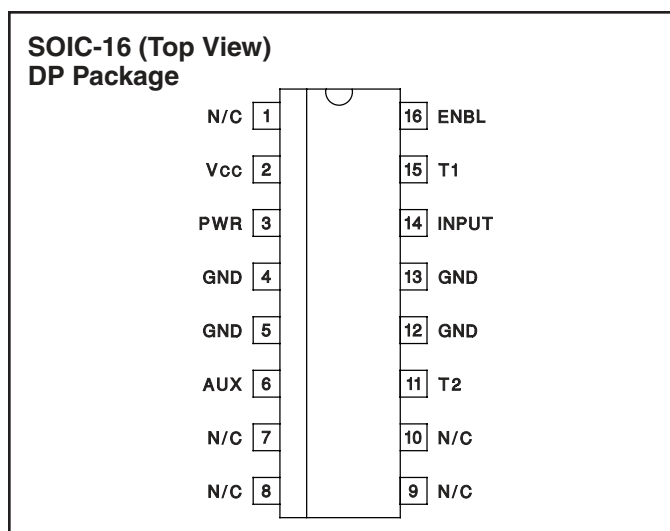 SOIC-16 (Top View)
DP Package
N/C 1 16 ENBL
VCC 2 15 T1
PWR 3 14 INPUT
GND 4 13 GND
GND 5 12 GND
AUX 6 11 T2
N/C 7 10 N/C
N/C 8 9 N/C